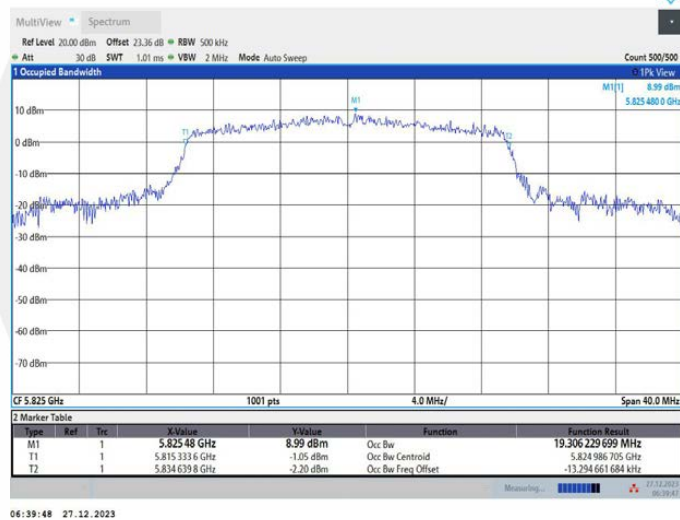 MultiView Spectrum
Ref Level 20.00 dBm Offset 23.36 dB RBW 500 kHz
Att 30 dB SWT 1.01 ms VBW 2 MHz Mode Auto Sweep Count 500/500
1 Occupied Bandwidth 1Pk View
M1[1] 8.99 dBm
5.825 480 0 GHz
M1
10 dBm
T1
T2
0 dBm
-10 dBm
-20 dBm
-30 dBm
-40 dBm
-50 dBm
-60 dBm
-70 dBm
CF 5.825 GHz 1001 pts 4.0 MHz/ Span 40.0 MHz
2 Marker Table
Type Ref Trc X-Value Y-Value Function Function Result
M1 1 5.825 48 GHz 8.99 dBm Occ Bw 19.306 229 699 MHz
T1 1 5.815 333 6 GHz -1.05 dBm Occ Bw Centroid 5.824 986 705 GHz
T2 1 5.834 639 8 GHz -2.20 dBm Occ Bw Freq Offset -13.294 661 684 kHz
Measuring... 27.12.2023
06:39:47
06:39:48 27.12.2023